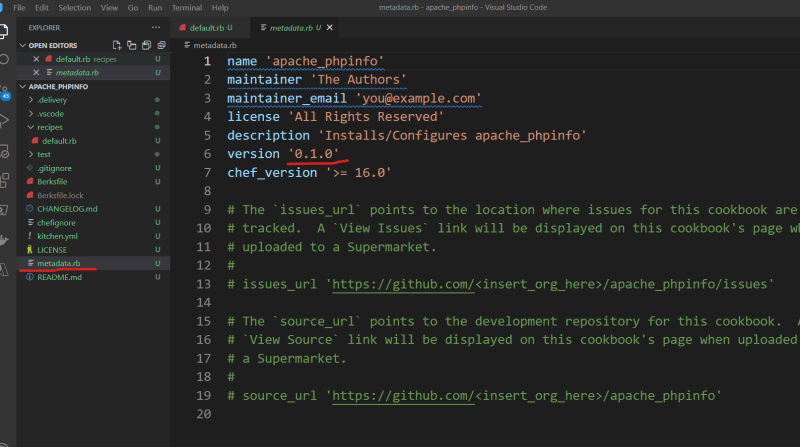 File Edit Selection View Go Run Terminal Help
metadata.rb - apache_phpinfo - Visual Studio Code
EXPLORER
default.rb U
metadata.rb U
OPEN EDITORS
default.rb recipes U
metadata.rb U
APACHE_PHPINFO
.delivery
.vscode
recipes
default.rb U
test
.gitignore U
Berksfile U
Berksfile.lock
CHANGELOG.md U
chefignore U
kitchen.yml U
LICENSE U
metadata.rb U
README.md U
43
metadata.rb
1 name 'apache_phpinfo'
2 maintainer 'The Authors'
3 maintainer_email 'you@example.com'
4 license 'All Rights Reserved'
5 description 'Installs/Configures apache_phpinfo'
6 version '0.1.0'
7 chef_version '>= 16.0'
8
9 # The `issues_url` points to the location where issues for this cookbook are
10 # tracked.  A `View Issues` link will be displayed on this cookbook's page wh
11 # uploaded to a Supermarket.
12 #
13 # issues_url 'https://github.com/<insert_org_here>/apache_phpinfo/issues'
14
15 # The `source_url` points to the development repository for this cookbook.  A
16 # `View Source` link will be displayed on this cookbook's page when uploaded
17 # a Supermarket.
18 #
19 # source_url 'https://github.com/<insert_org_here>/apache_phpinfo'
20